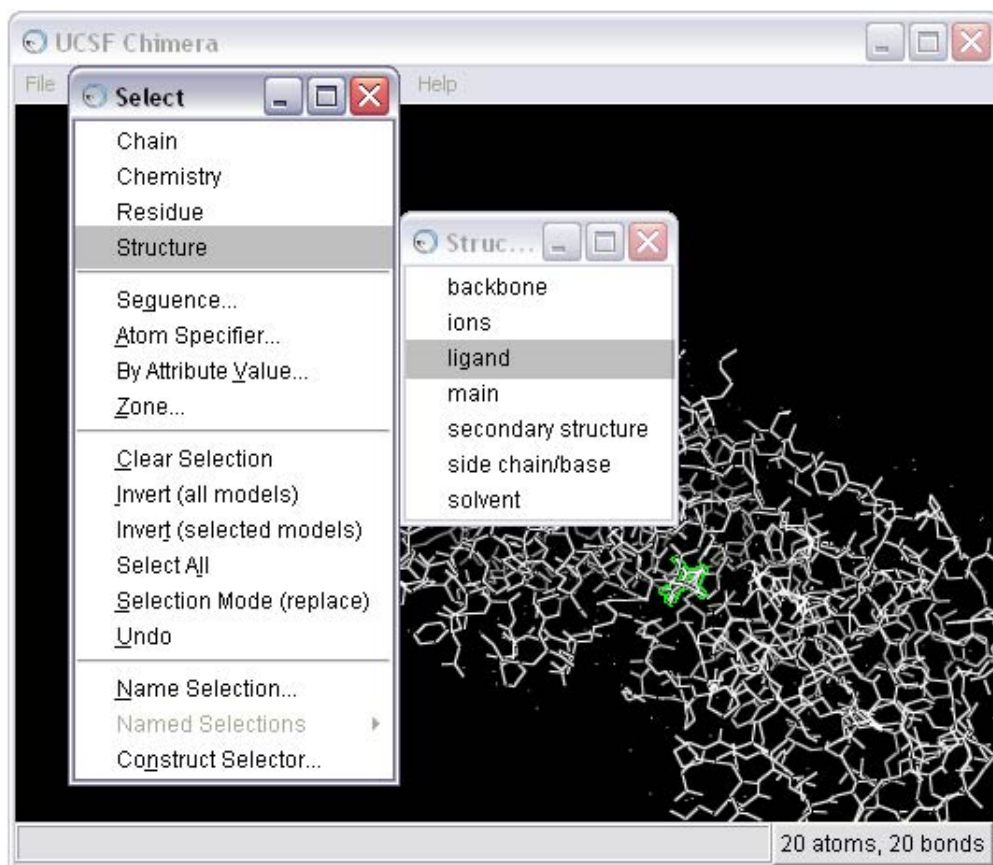 UCSF Chimera
File
Help
Select
Chain
Chemistry
Residue
Structure
Sequence...
Atom Specifier...
By Attribute Value...
Zone...
Clear Selection
Invert (all models)
Invert (selected models)
Select All
Selection Mode (replace)
Undo
Name Selection...
Named Selections
Construct Selector...
Struc...
backbone
ions
ligand
main
secondary structure
side chain/base
solvent
20 atoms, 20 bonds